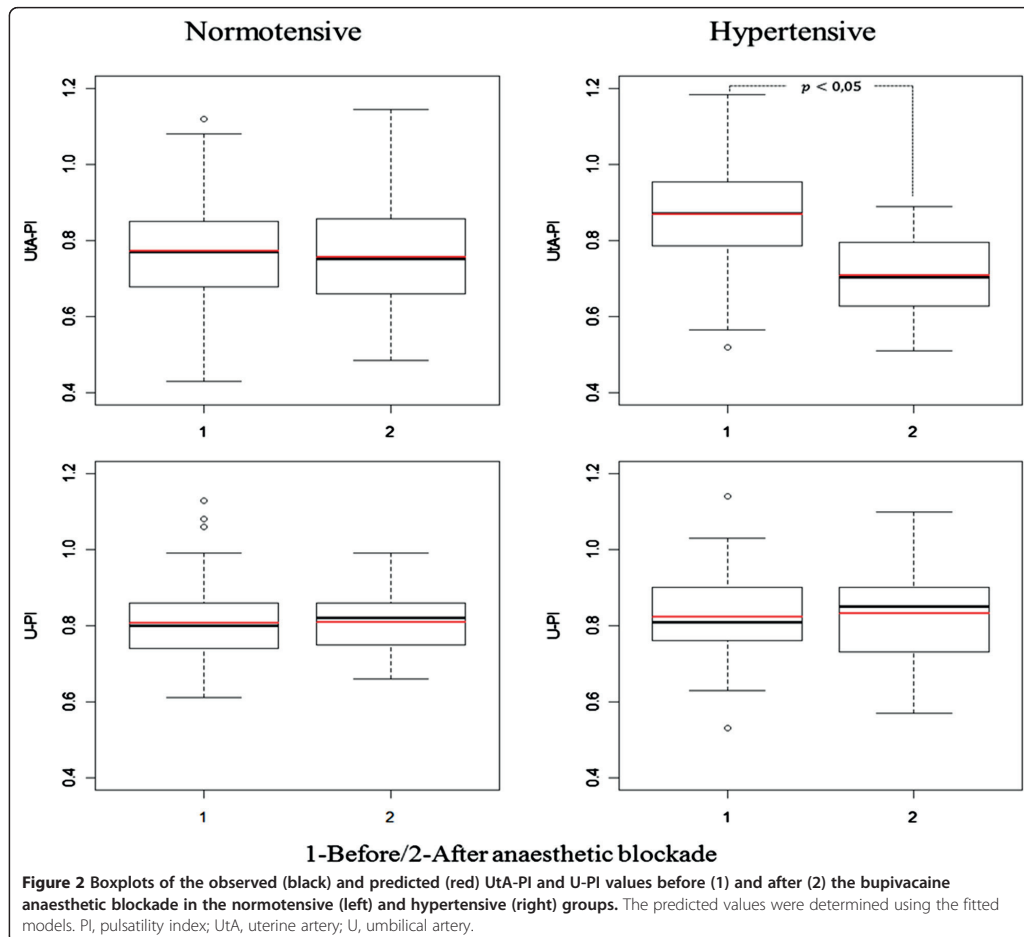 Normotensive
Hypertensive
UtA-PI
1.2
1.0
0.8
0.6
0.4
1
2
UtA-PI
1.2
1.0
0.8
0.6
0.4
p < 0,05
1
2
U-PI
1.2
1.0
0.8
0.6
0.4
1
2
U-PI
1.2
1.0
0.8
0.6
0.4
1
2
1-Before/2-After anaesthetic blockade
Figure 2 Boxplots of the observed (black) and predicted (red) UtA-PI and U-PI values before (1) and after (2) the bupivacaine
anaesthetic blockade in the normotensive (left) and hypertensive (right) groups. The predicted values were determined using the fitted
models. PI, pulsatility index; UtA, uterine artery; U, umbilical artery.